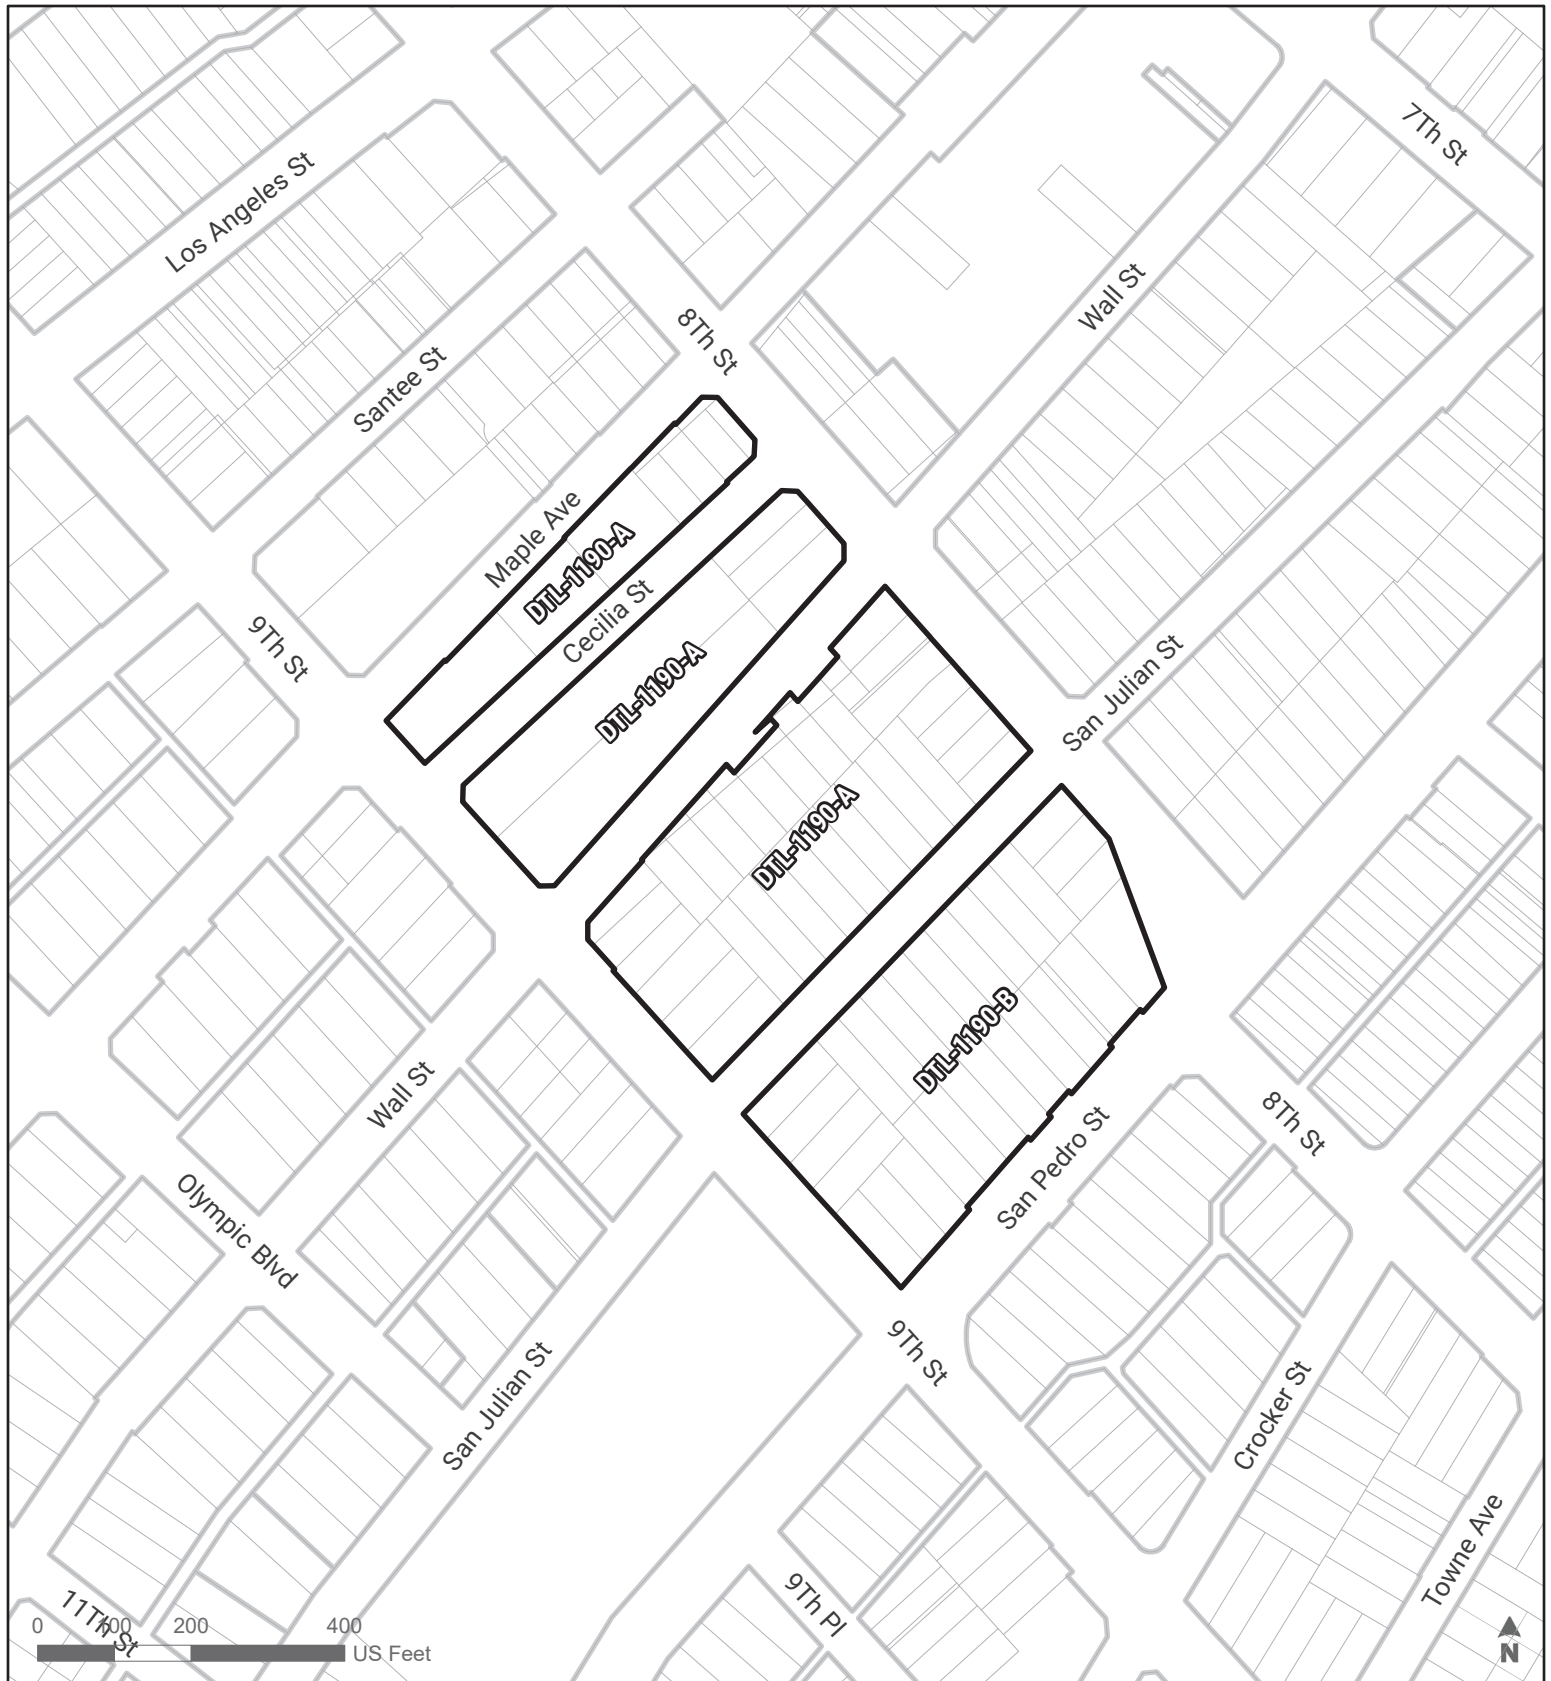 7Th St
Los Angeles St
Wall St
8Th St
Santee St
Maple Ave
DTL-1190-A
Cecilia St
9Th St
DTL-1190-A
San Julian St
DTL-1190-A
DTL-1190-B
Wall St
San Pedro St
8Th St
Olympic Blvd
9Th St
San Julian St
Crocker St
Towne Ave
9Th Pl
11Th St
0 100 200 400
US Feet
N